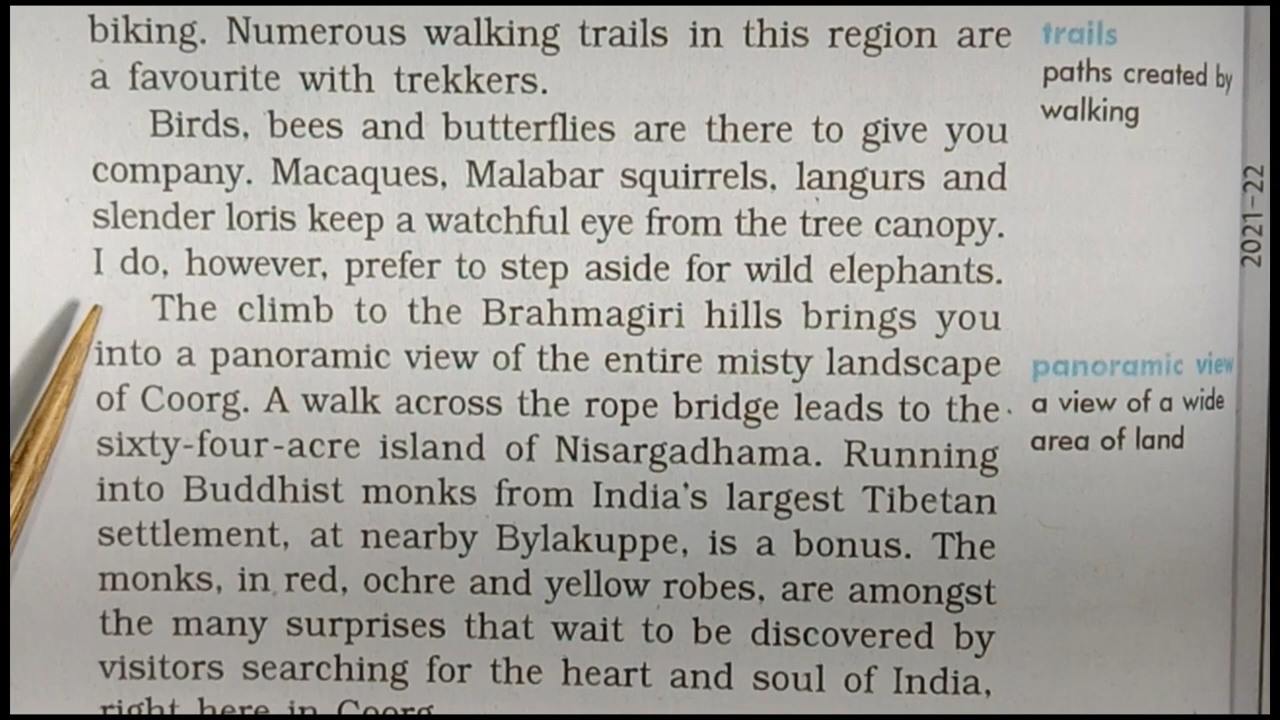 biking. Numerous walking trails in this region are
a favourite with trekkers.
Birds, bees and butterflies are there to give you
company. Macaques, Malabar squirrels, langurs and
slender loris keep a watchful eye from the tree canopy.
I do, however, prefer to step aside for wild elephants.
The climb to the Brahmagiri hills brings you
into a panoramic view of the entire misty landscape
of Coorg. A walk across the rope bridge leads to the
sixty-four-acre island of Nisargadhama. Running
into Buddhist monks from India's largest Tibetan
settlement, at nearby Bylakuppe, is a bonus. The
monks, in red, ochre and yellow robes, are amongst
the many surprises that wait to be discovered by
visitors searching for the heart and soul of India,
right here in Coorg.
trails
paths created by
walking
panoramic view
a view of a wide
area of land
2021-22